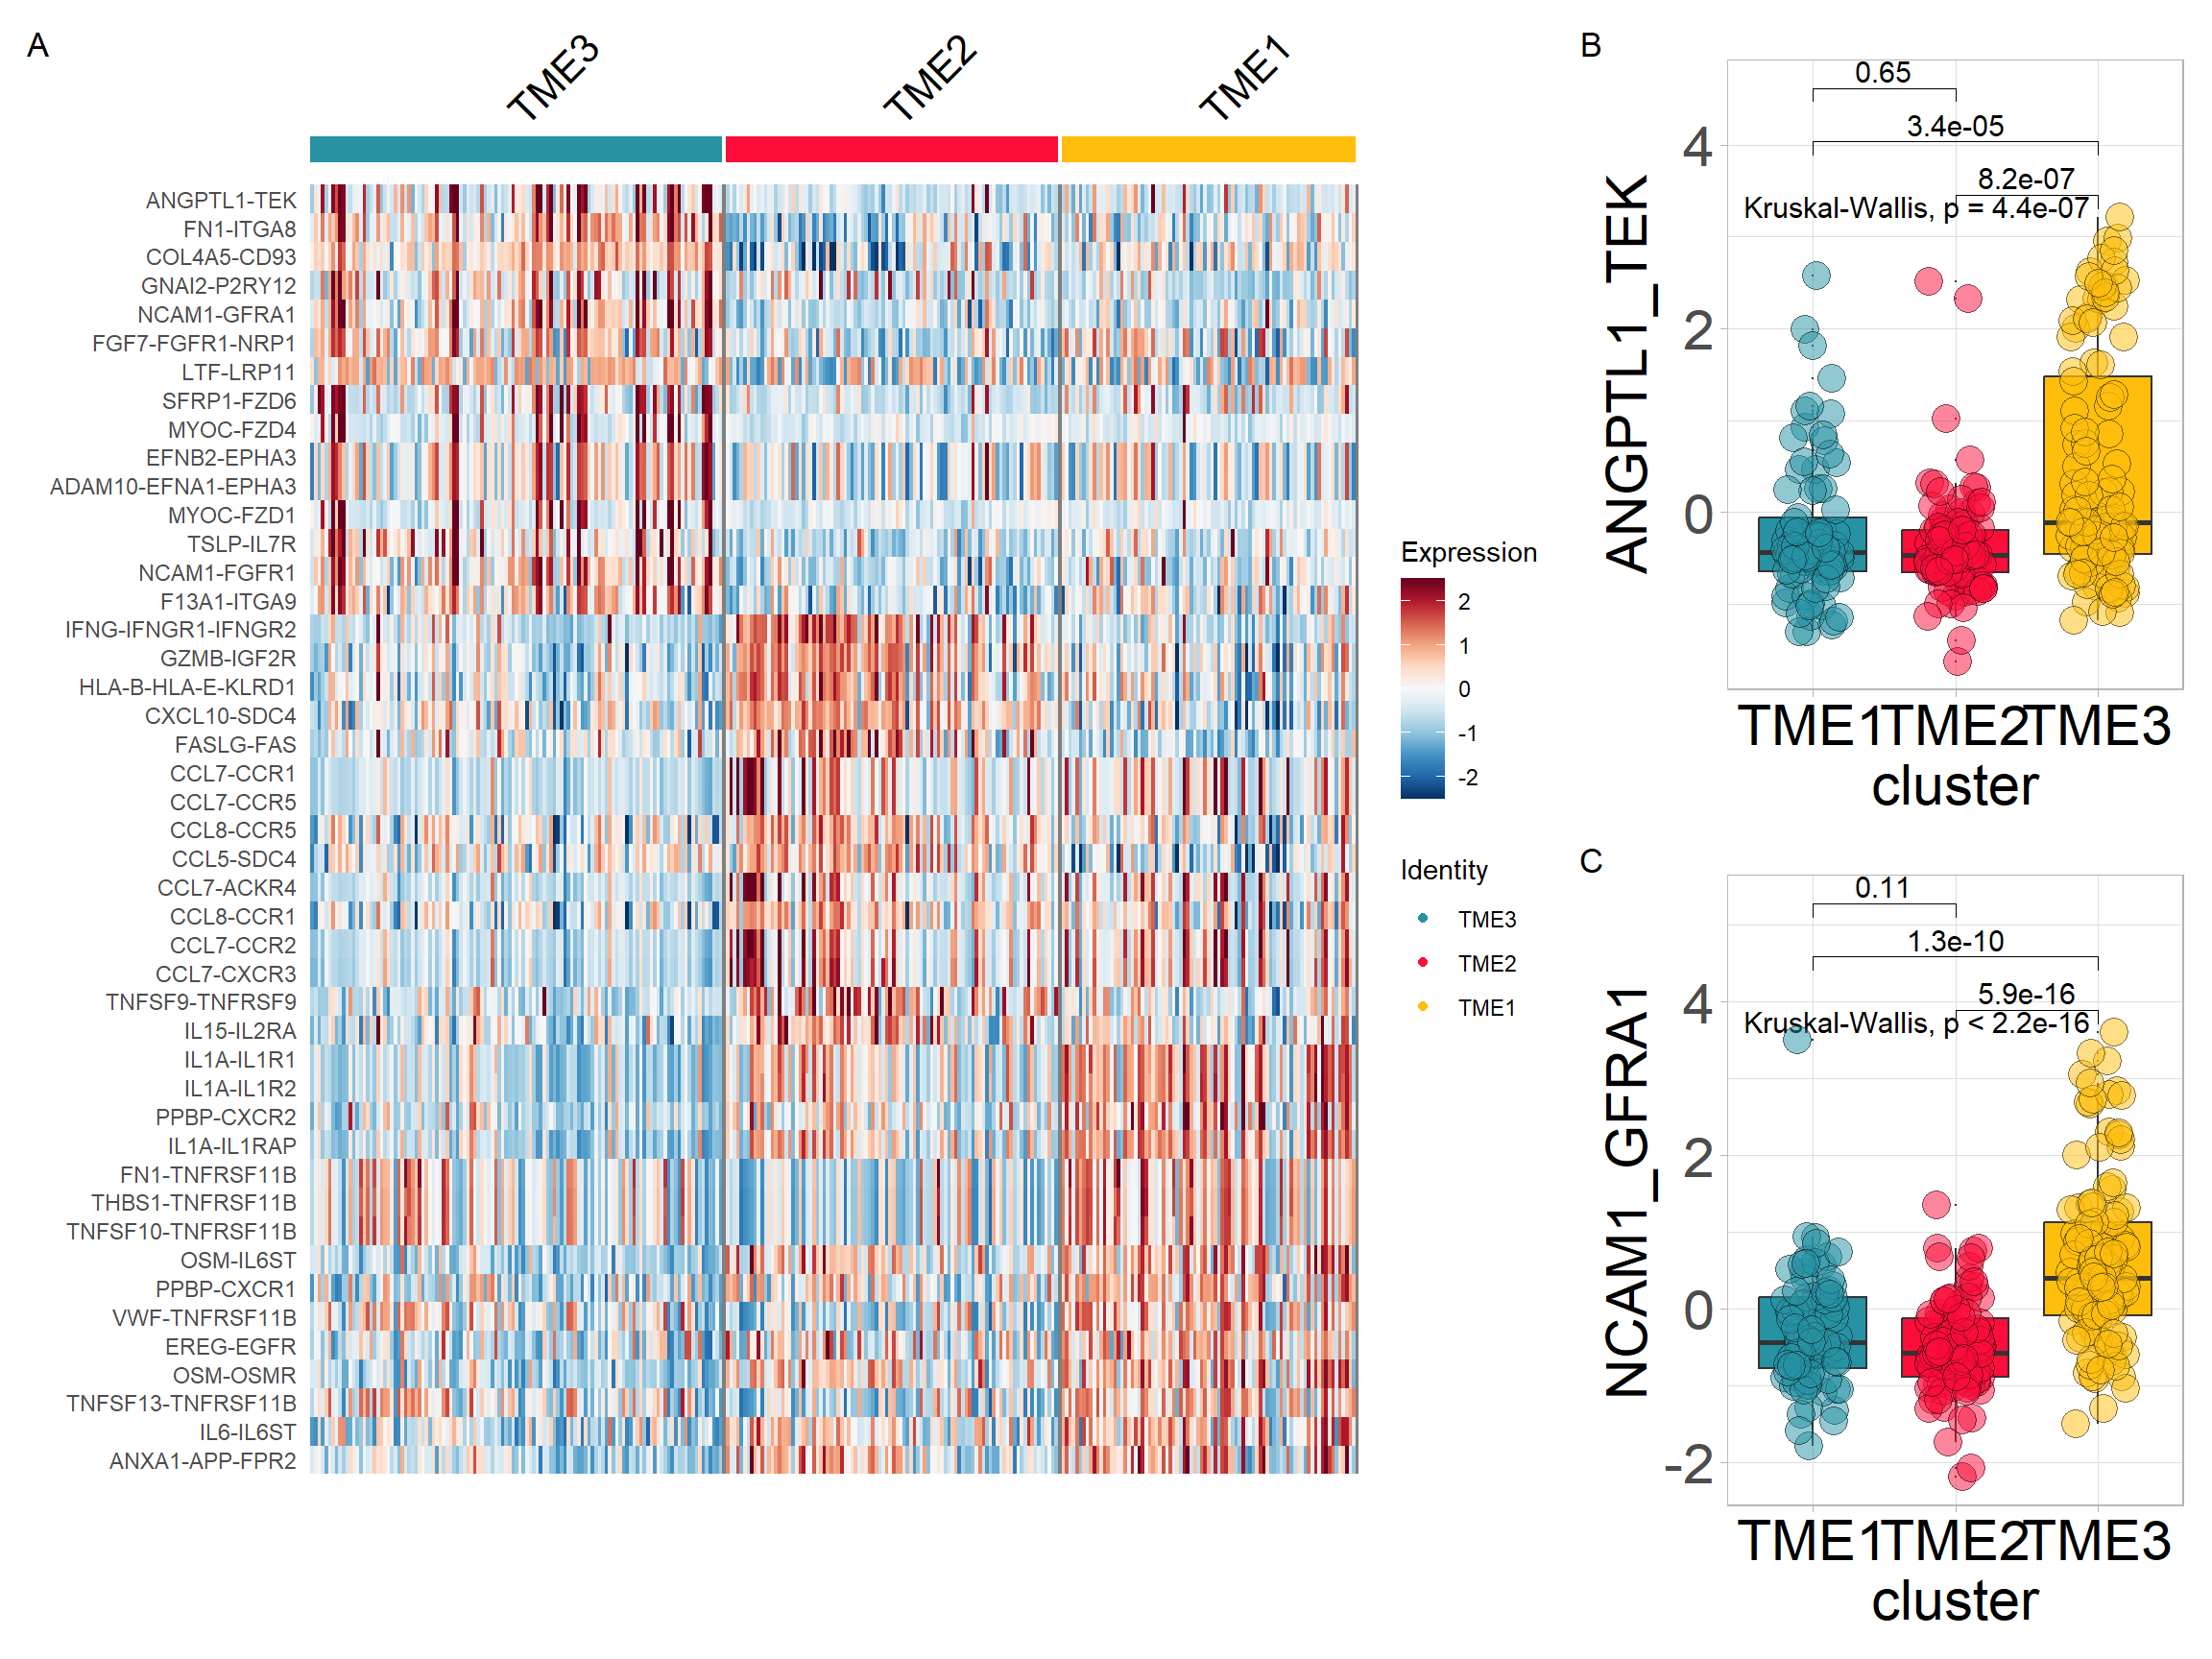 A
TME3
TME2
TME1
ANGPTL1-TEK
FN1-ITGA8
COL4A5-CD93
GNAI2-P2RY12
NCAM1-GFRA1
FGF7-FGFR1-NRP1
LTF-LRP11
SFRP1-FZD6
MYOC-FZD4
EFNB2-EPHA3
ADAM10-EFNA1-EPHA3
MYOC-FZD1
TSLP-IL7R
NCAM1-FGFR1
F13A1-ITGA9
IFNG-IFNGR1-IFNGR2
GZMB-IGF2R
HLA-B-HLA-E-KLRD1
CXCL10-SDC4
FASLG-FAS
CCL7-CCR1
CCL7-CCR5
CCL8-CCR5
CCL5-SDC4
CCL7-ACKR4
CCL8-CCR1
CCL7-CCR2
CCL7-CXCR3
TNFSF9-TNFRSF9
IL15-IL2RA
IL1A-IL1R1
IL1A-IL1R2
PPBP-CXCR2
IL1A-IL1RAP
FN1-TNFRSF11B
THBS1-TNFRSF11B
TNFSF10-TNFRSF11B
OSM-IL6ST
PPBP-CXCR1
VWF-TNFRSF11B
EREG-EGFR
OSM-OSMR
TNFSF13-TNFRSF11B
IL6-IL6ST
ANXA1-APP-FPR2
Expression
2
1
0
-1
-2
Identity
TME3
TME2
TME1
B
ANGPTL1_TEK
4
2
0
0.65
3.4e-05
8.2e-07
Kruskal-Wallis, p = 4.4e-07
TME1
TME2
TME3
cluster
C
NCAM1_GFRA1
4
2
0
-2
0.11
1.3e-10
5.9e-16
Kruskal-Wallis, p < 2.2e-16
TME1
TME2
TME3
cluster